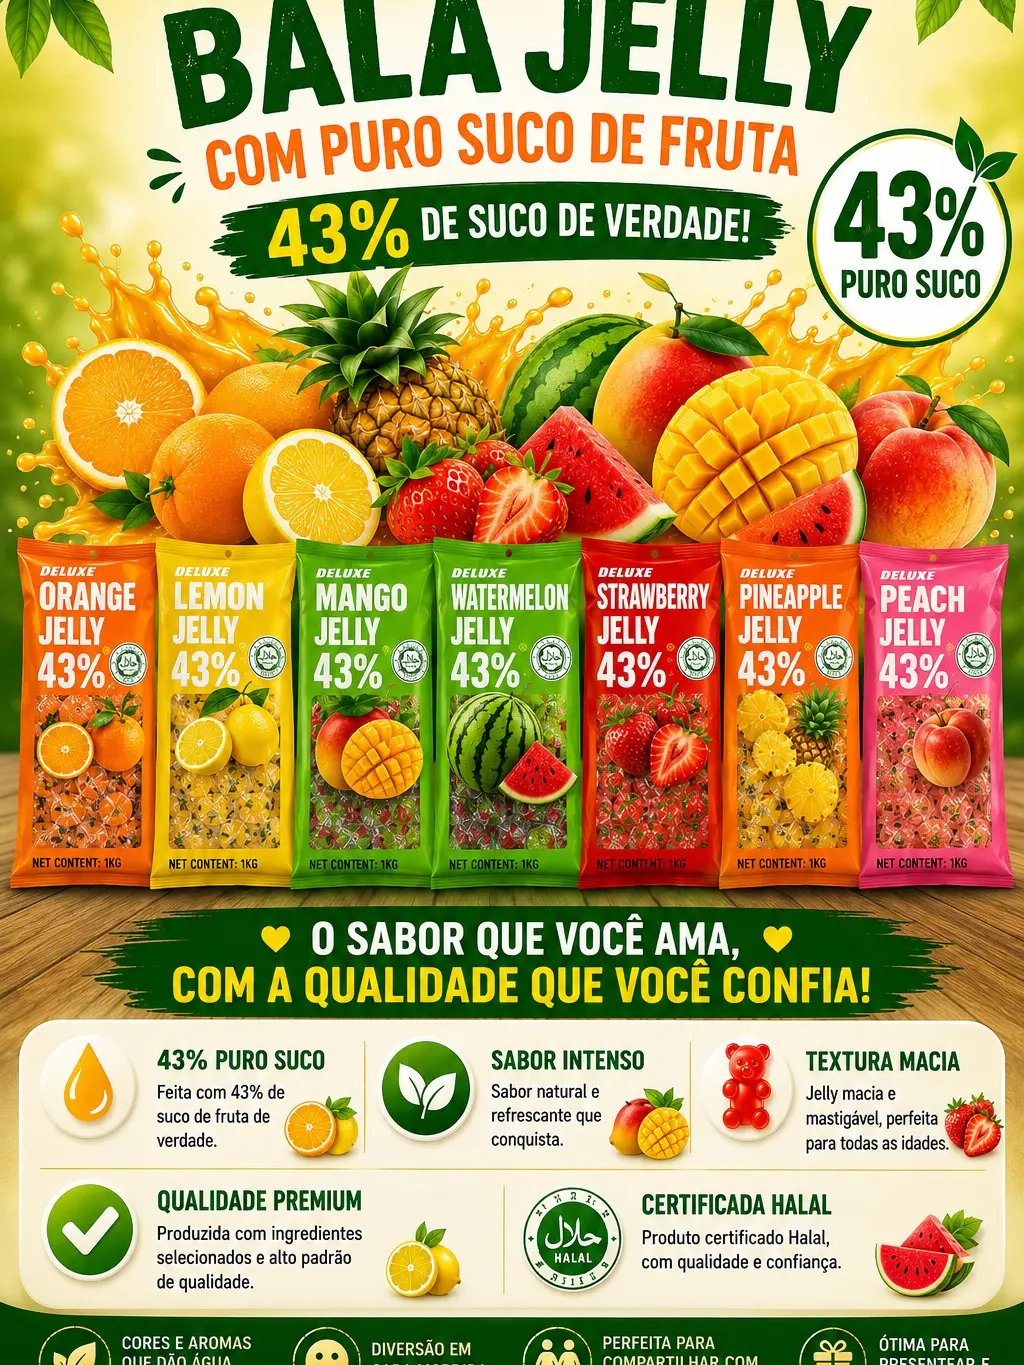 BALA JELLY
COM PURO SUCO DE FRUTA
43% DE SUCO DE VERDADE!
43%
PURO SUCO
DELUXE
ORANGE
JELLY
43%
NET CONTENT: 1KG
DELUXE
LEMON
JELLY
43%
NET CONTENT: 1KG
DELUXE
MANGO
JELLY
43%
NET CONTENT: 1KG
DELUXE
WATERMELON
JELLY
43%
NET CONTENT: 1KG
DELUXE
STRAWBERRY
JELLY
43%
NET CONTENT: 1KG
DELUXE
PINEAPPLE
JELLY
43%
NET CONTENT: 1KG
DELUXE
PEACH
JELLY
43%
NET CONTENT: 1KG
O SABOR QUE VOCÊ AMA,
COM A QUALIDADE QUE VOCÊ CONFIA!
43% PURO SUCO
Feita com 43% de
suco de fruta de
verdade.
SABOR INTENSO
Sabor natural e
refrescante que
conquista.
TEXTURA MACIA
Jelly macia e
mastigável, perfeita
para todas as idades.
QUALIDADE PREMIUM
Produzida com ingredientes
selecionados e alto padrão
de qualidade.
حلال
HALAL
CERTIFICADA HALAL
Produto certificado Halal,
com qualidade e confiança.
CORES E AROMAS
QUE DÃO ÁGUA
DIVERSÃO EM
PERFEITA PARA
COMPARTILHAR COM
ÓTIMA PARA
PRESENTEAR E